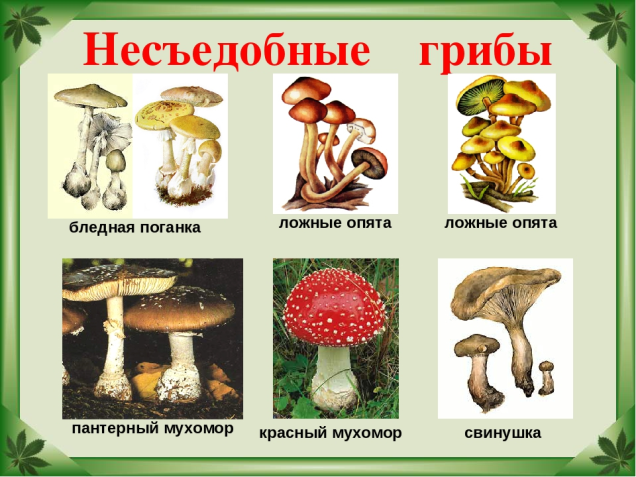 Несъедобные грибы
бледная поганка
ложные опята
ложные опята
пантерный мухомор
красный мухомор
свинушка